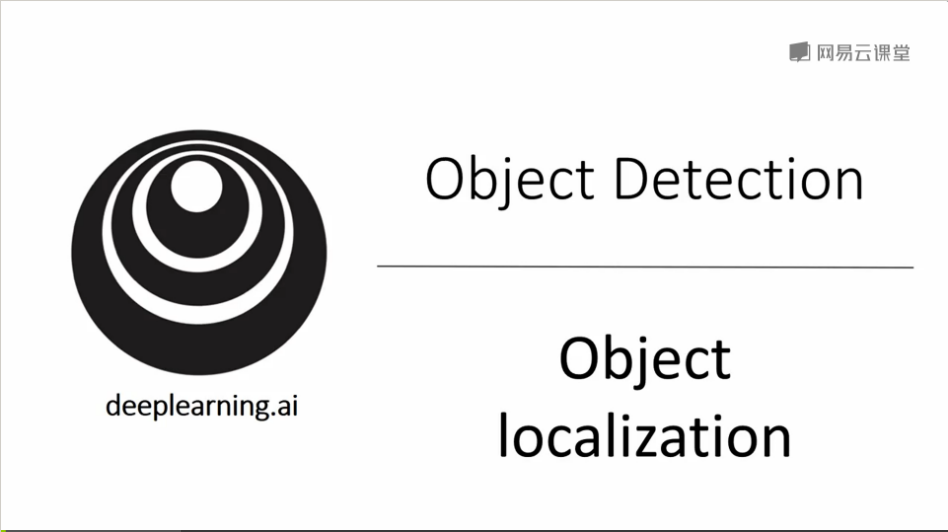 网易云课堂
Object Detection
Object
localization
deeplearning.ai